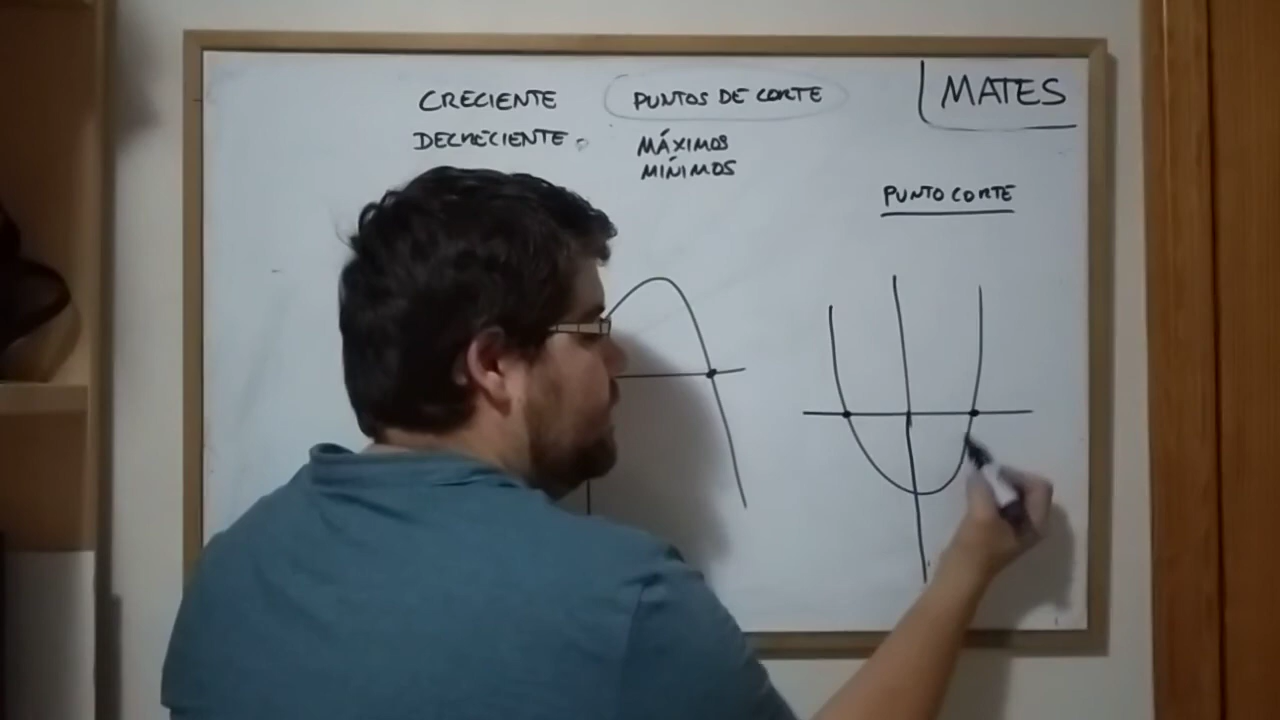 CRECIENTE
DECRECIENTE
PUNTOS DE CORTE
MÁXIMOS
MÍNIMOS
MATES
PUNTO CORTE